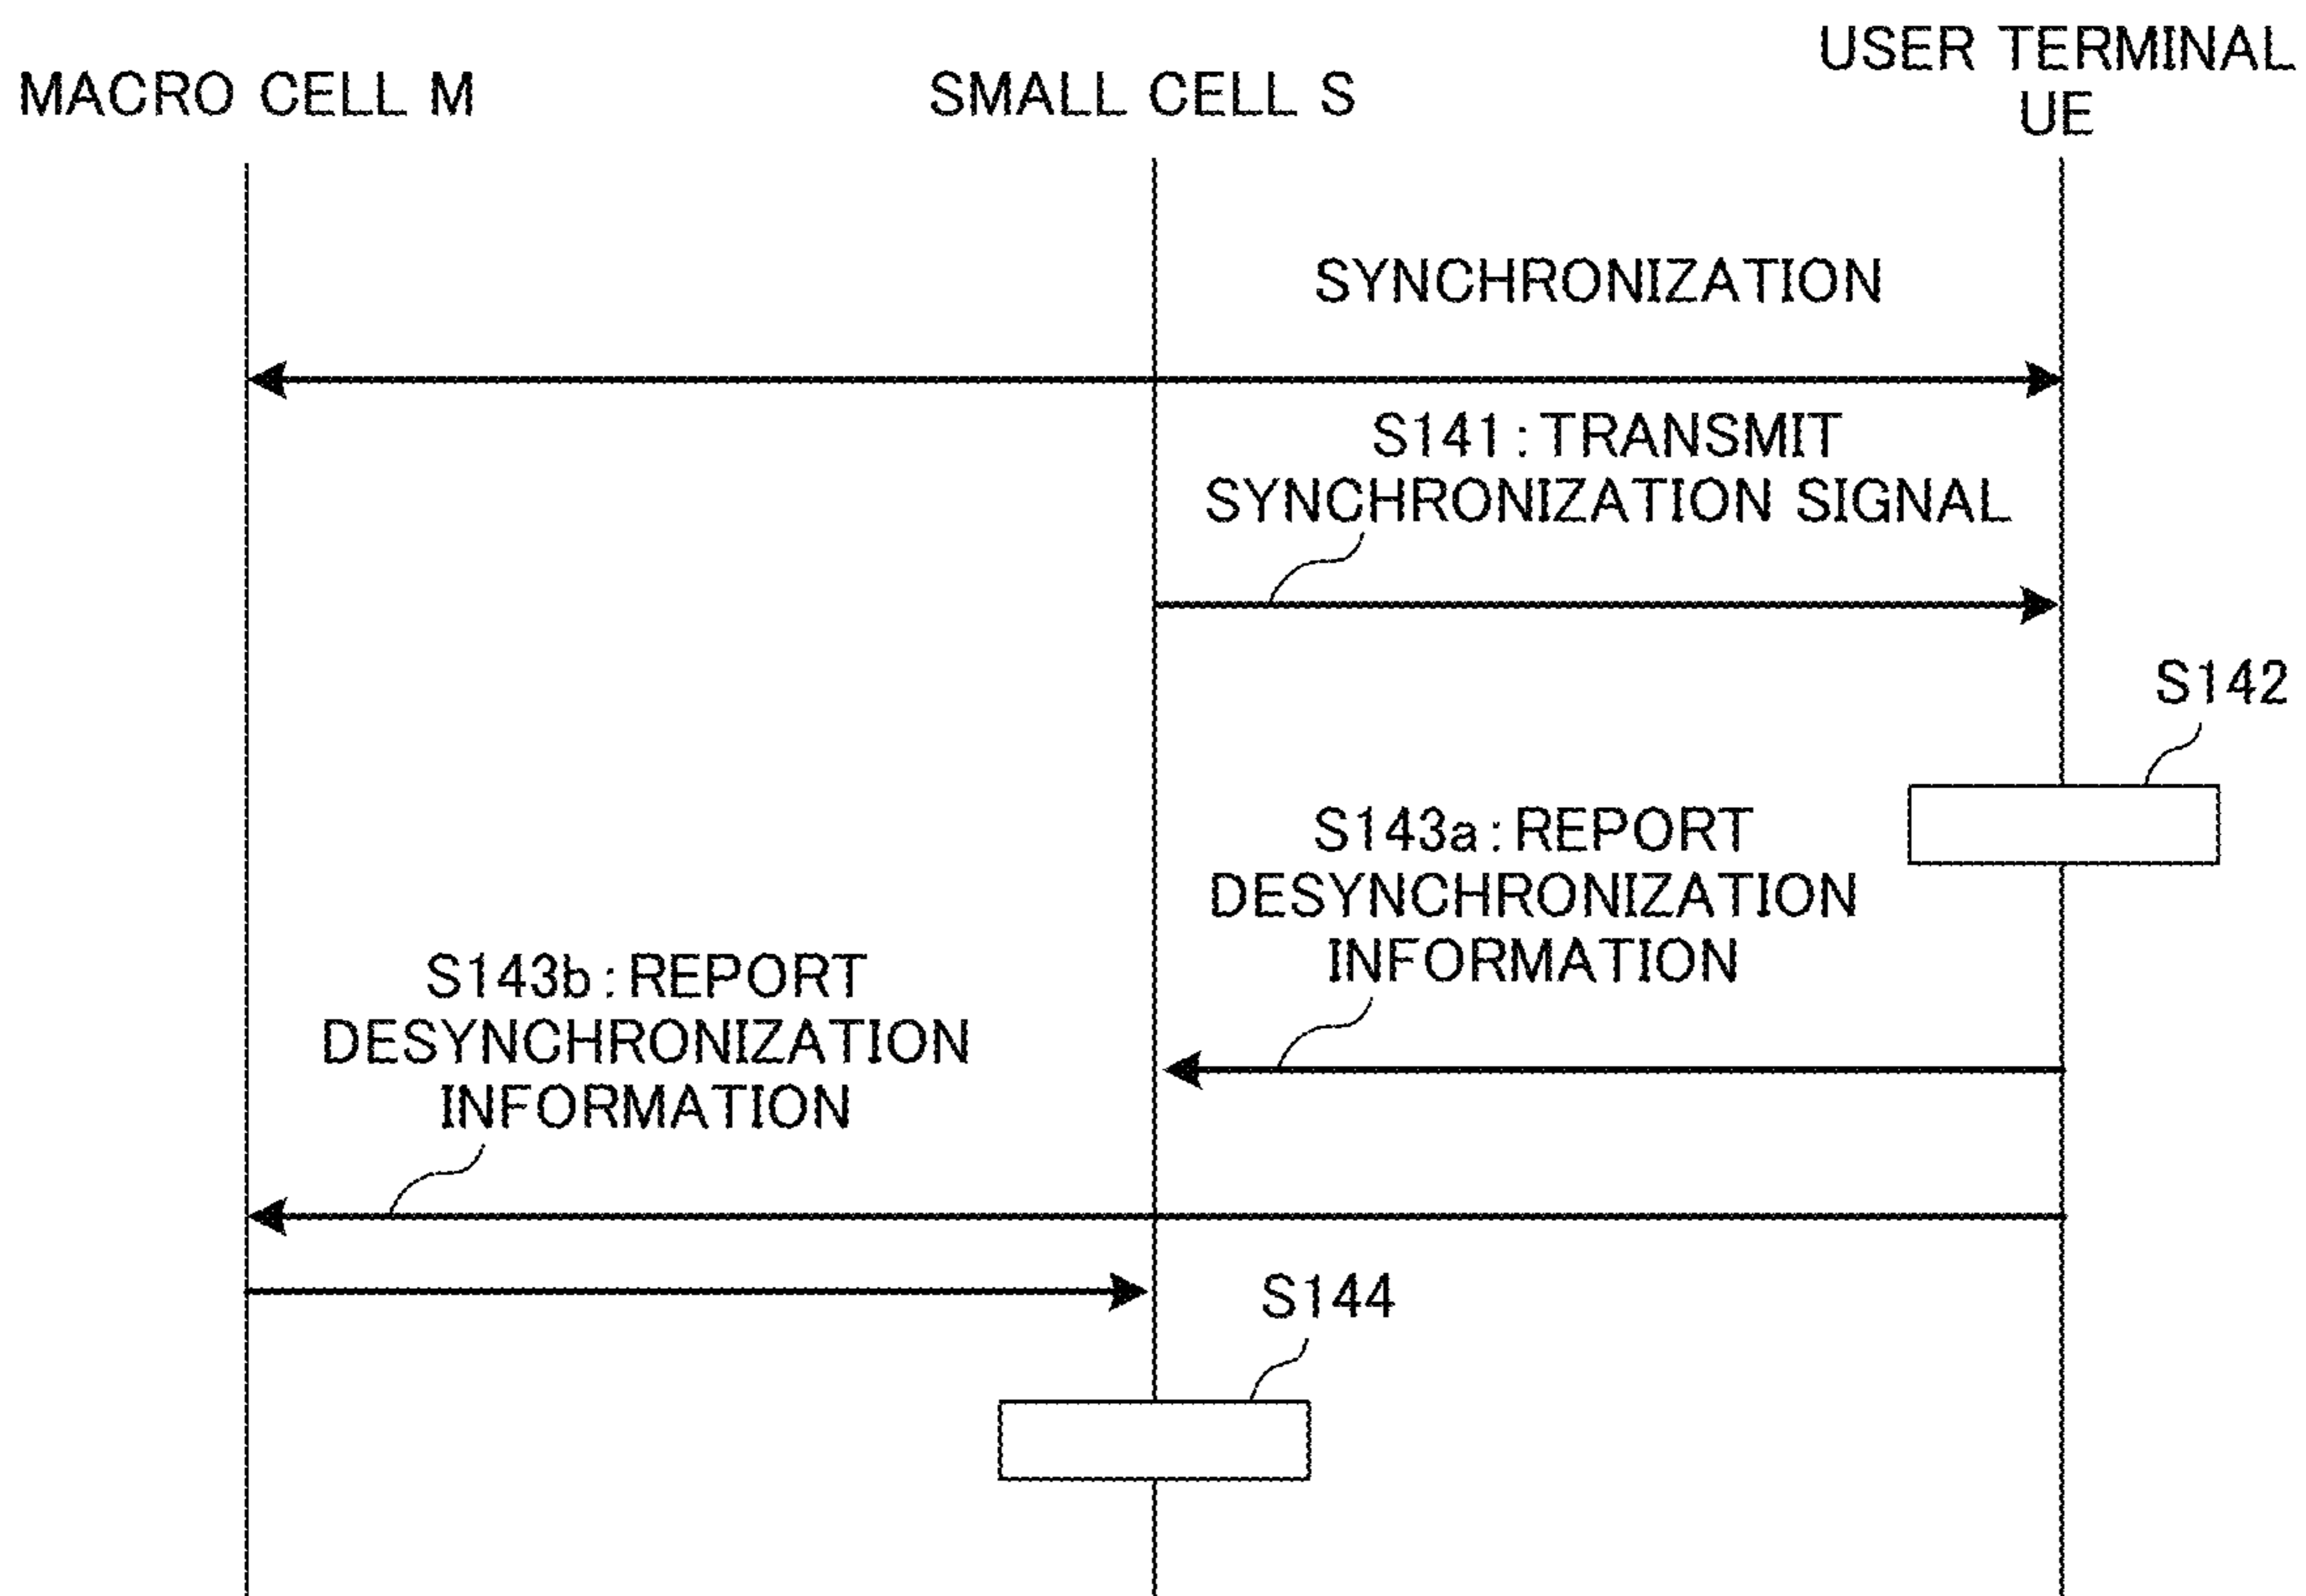 MACRO CELL M
SMALL CELL S
USER TERMINAL
UE
SYNCHRONIZATION
S141:TRANSMIT
SYNCHRONIZATION SIGNAL
S142
S143a:REPORT
DESYNCHRONIZATION
INFORMATION
S143b:REPORT
DESYNCHRONIZATION
INFORMATION
S144